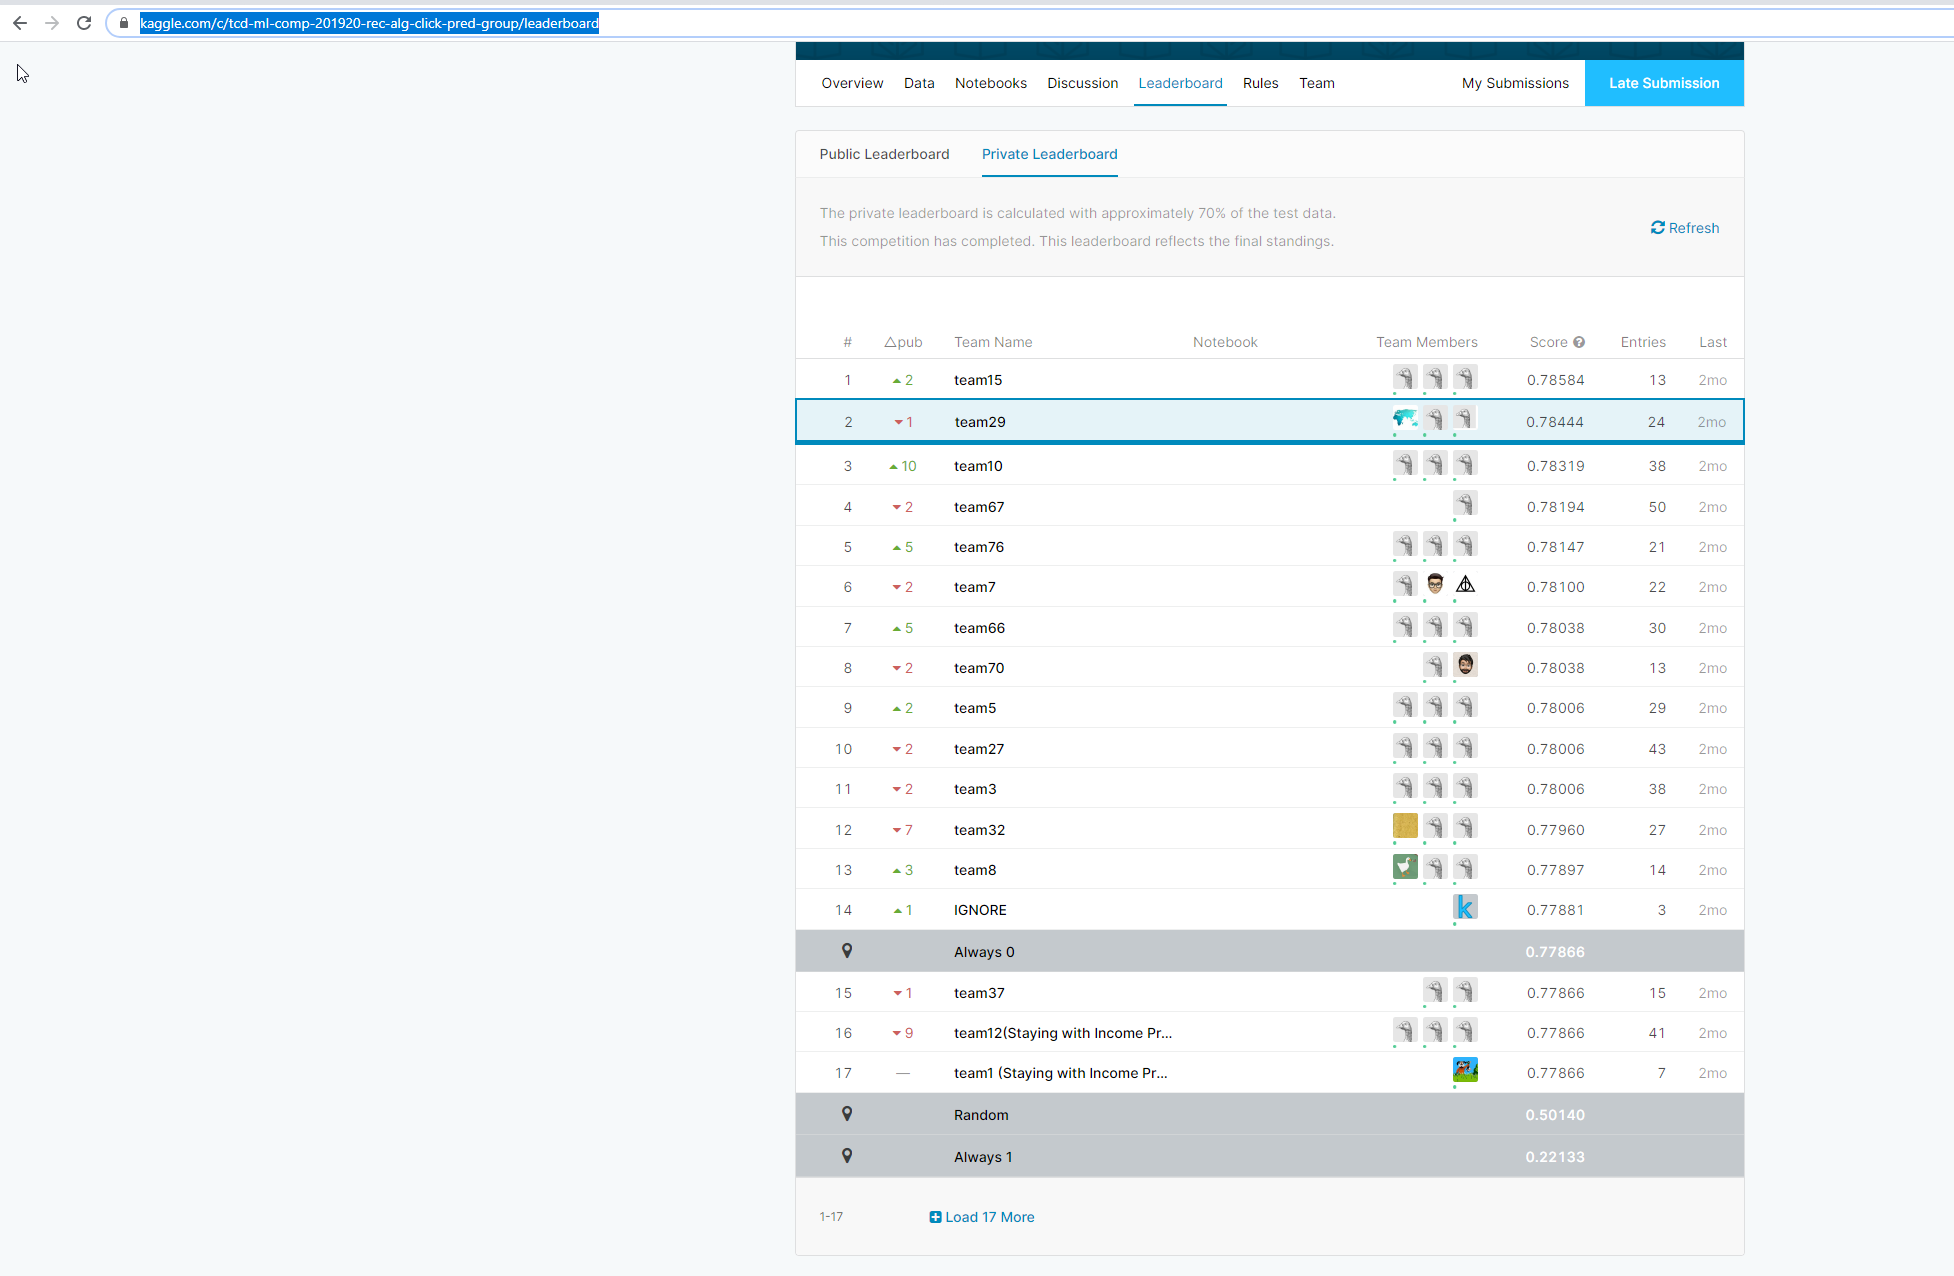 kaggle.com/c/tcd-ml-comp-201920-rec-alg-click-pred-group/leaderboard
Overview Data Notebooks Discussion Leaderboard Rules Team My Submissions Late Submission
Public Leaderboard Private Leaderboard
The private leaderboard is calculated with approximately 70% of the test data.
This competition has completed. This leaderboard reflects the final standings.
Refresh
# △pub Team Name Notebook Team Members Score Entries Last
1 2 team15 0.78584 13 2mo
2 1 team29 0.78444 24 2mo
3 10 team10 0.78319 38 2mo
4 2 team67 0.78194 50 2mo
5 5 team76 0.78147 21 2mo
6 2 team7 0.78100 22 2mo
7 5 team66 0.78038 30 2mo
8 2 team70 0.78038 13 2mo
9 2 team5 0.78006 29 2mo
10 2 team27 0.78006 43 2mo
11 2 team3 0.78006 38 2mo
12 7 team32 0.77960 27 2mo
13 3 team8 0.77897 14 2mo
14 1 IGNORE k 0.77881 3 2mo
Always 0 0.77866
15 1 team37 0.77866 15 2mo
16 9 team12(Staying with Income Pr... 0.77866 41 2mo
17 — team1 (Staying with Income Pr... 0.77866 7 2mo
Random 0.50140
Always 1 0.22133
1-17 Load 17 More